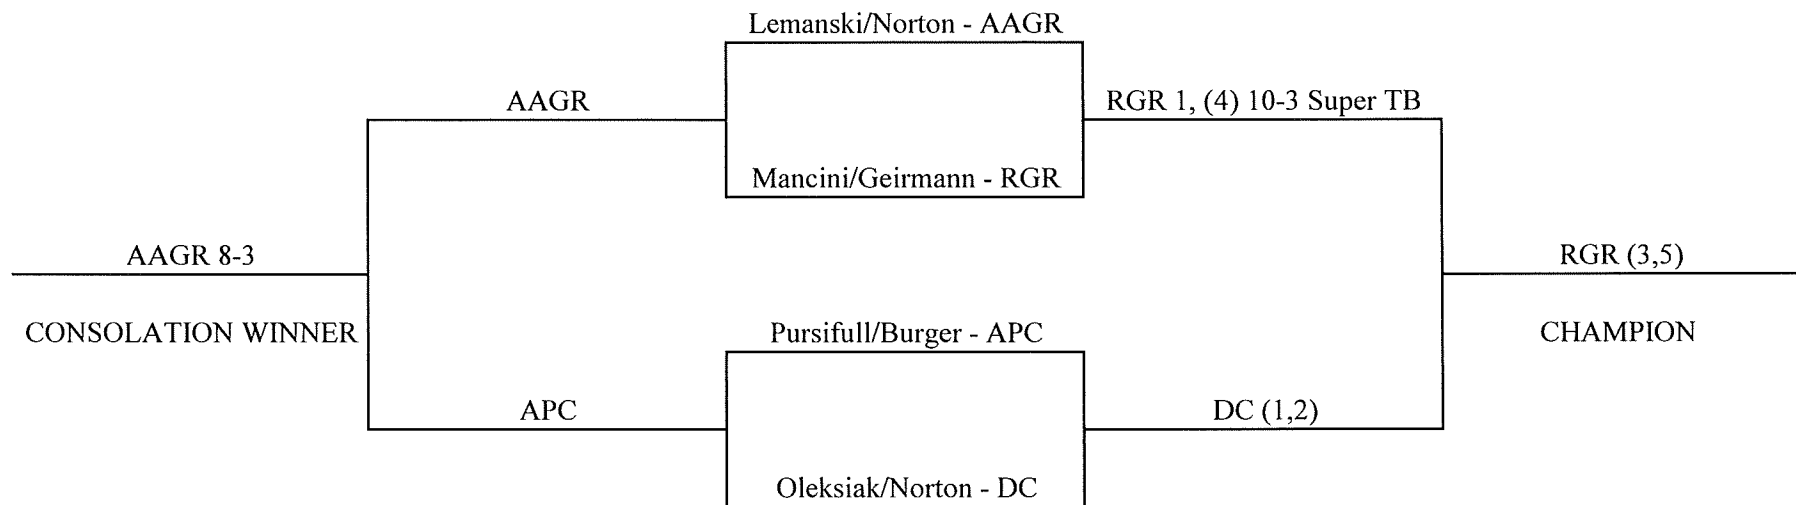 Lemanski/Norton - AAGR
AAGR
RGR 1, (4) 10-3 Super TB
Mancini/Geirmann - RGR
AAGR 8-3
RGR (3,5)
CONSOLATION WINNER
Pursifull/Burger - APC
CHAMPION
APC
DC (1,2)
Oleksiak/Norton - DC